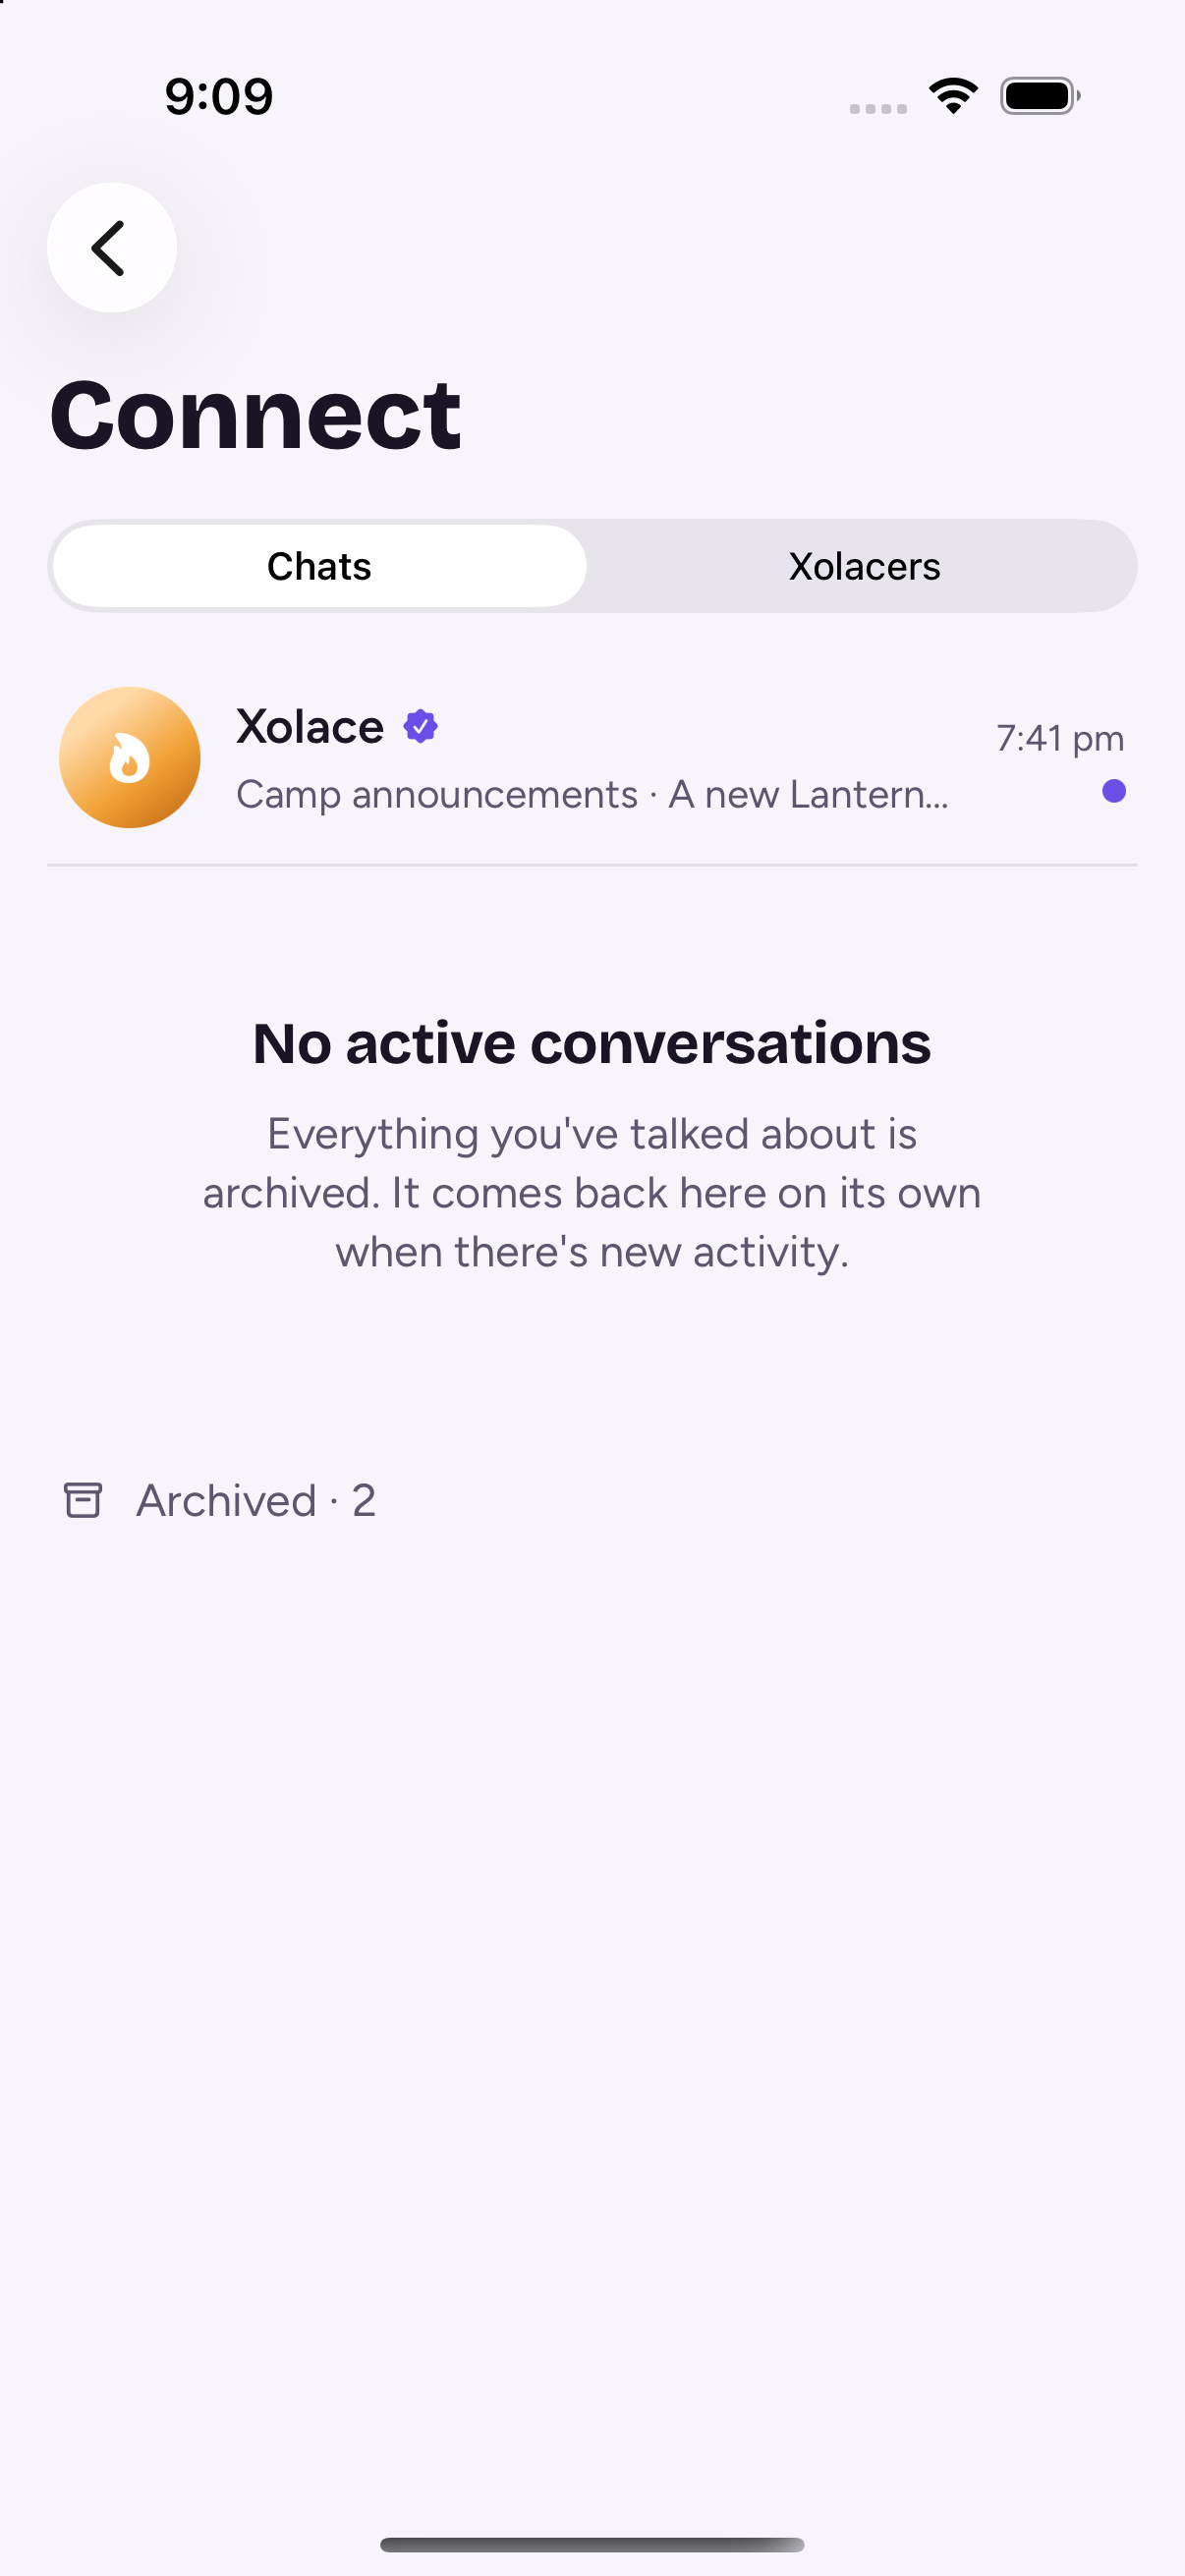 9:09
Connect
Chats
Xolacers
Xolace
7:41 pm
Camp announcements · A new Lantern...
No active conversations
Everything you've talked about is
archived. It comes back here on its own
when there's new activity.
Archived · 2